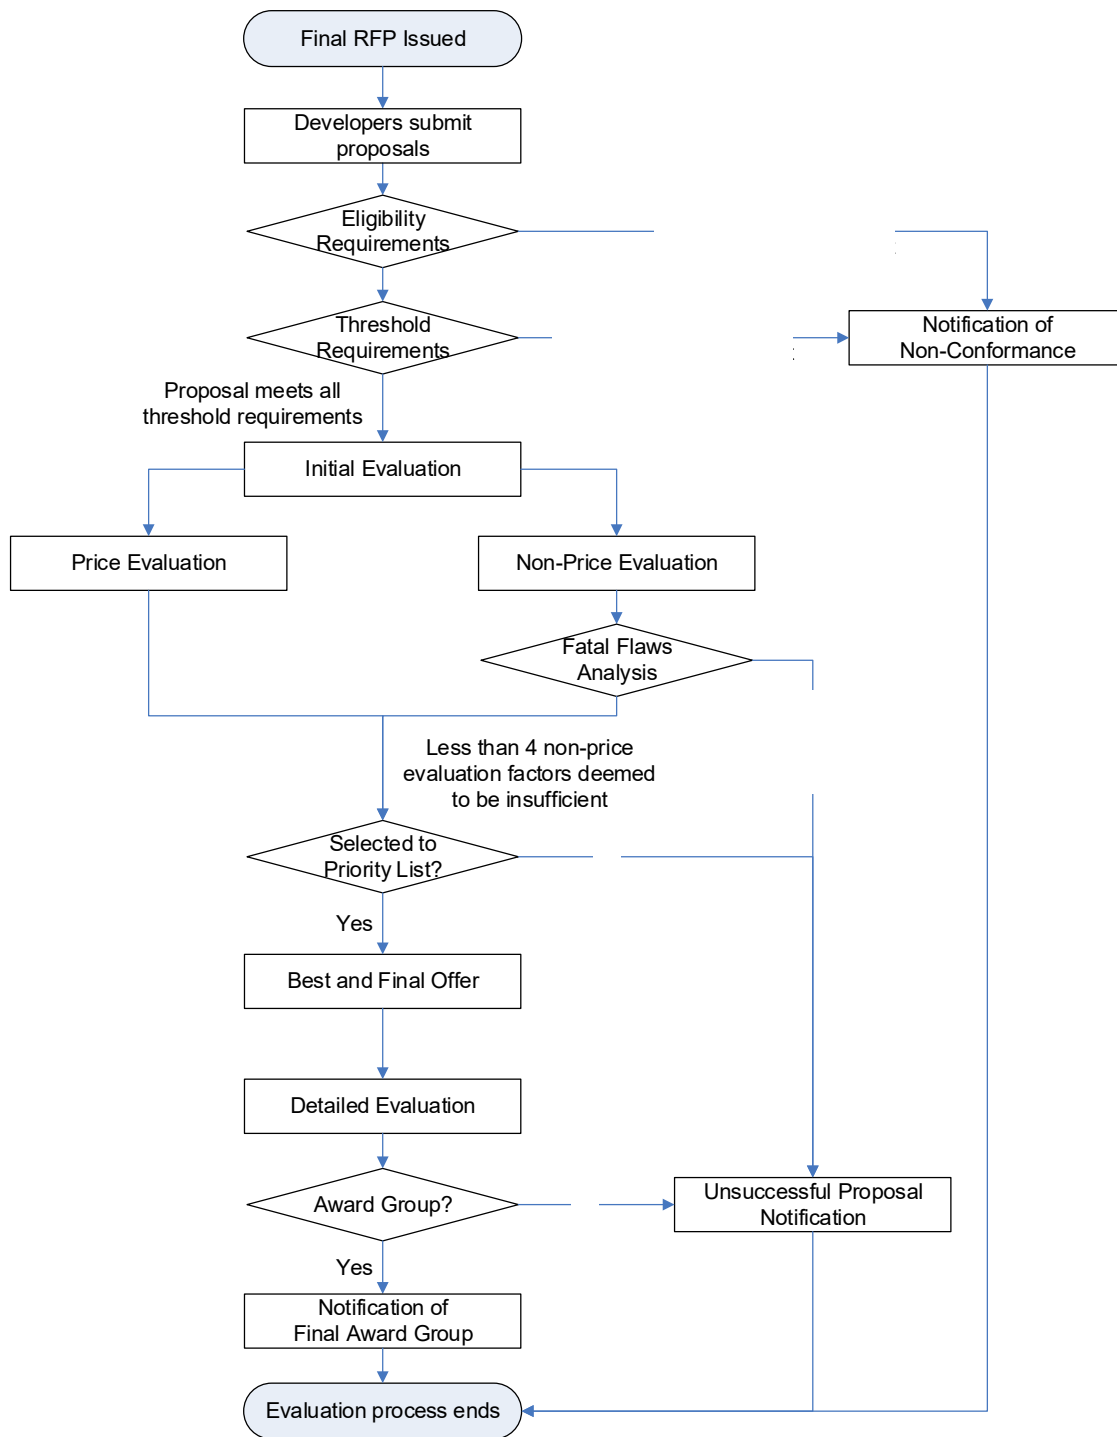 Final RFP Issued
Developers submit
proposals
Eligibility
Requirements
Threshold
Requirements
Notification of
Non-Conformance
Proposal meets all
threshold requirements
Initial Evaluation
Price Evaluation
Non-Price Evaluation
Fatal Flaws
Analysis
Less than 4 non-price
evaluation factors deemed
to be insufficient
Selected to
Priority List?
Yes
Best and Final Offer
Detailed Evaluation
Award Group?
Unsuccessful Proposal
Notification
Yes
Notification of
Final Award Group
Evaluation process ends